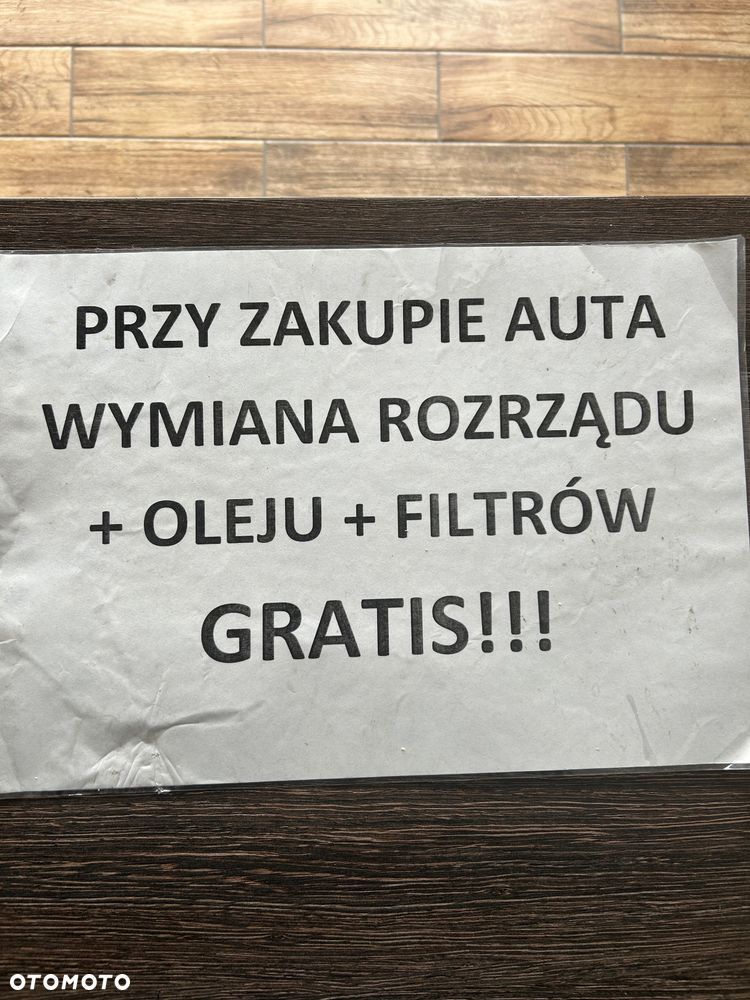 PRZY ZAKUPIE AUTA
WYMIANA ROZRZĄDU
+ OLEJU + FILTRÓW
GRATIS!!!
OTOMOTO